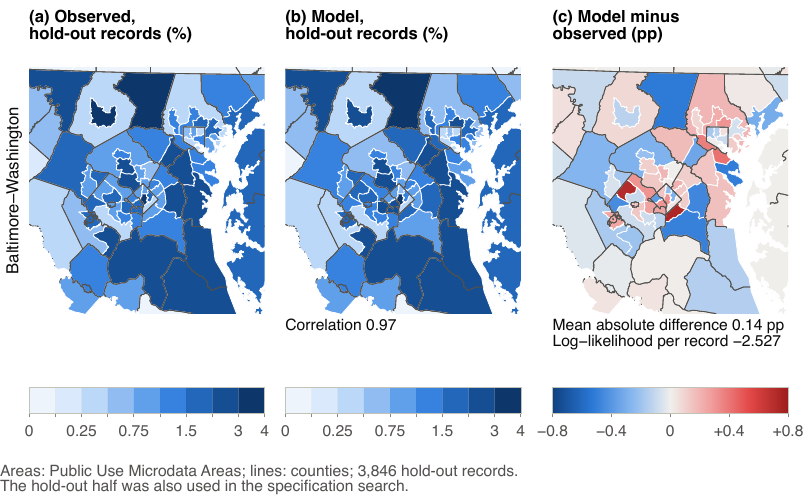 (a) Observed,
hold-out records (%)
(b) Model,
hold-out records (%)
(c) Model minus
observed (pp)
Baltimore−Washington
Correlation 0.97
Mean absolute difference 0.14 pp
Log−likelihood per record −2.527
0 0.25 0.75 1.5 3 4
0 0.25 0.75 1.5 3 4
−0.8 −0.4 0 +0.4 +0.8
Areas: Public Use Microdata Areas; lines: counties; 3,846 hold-out records.
The hold-out half was also used in the specification search.